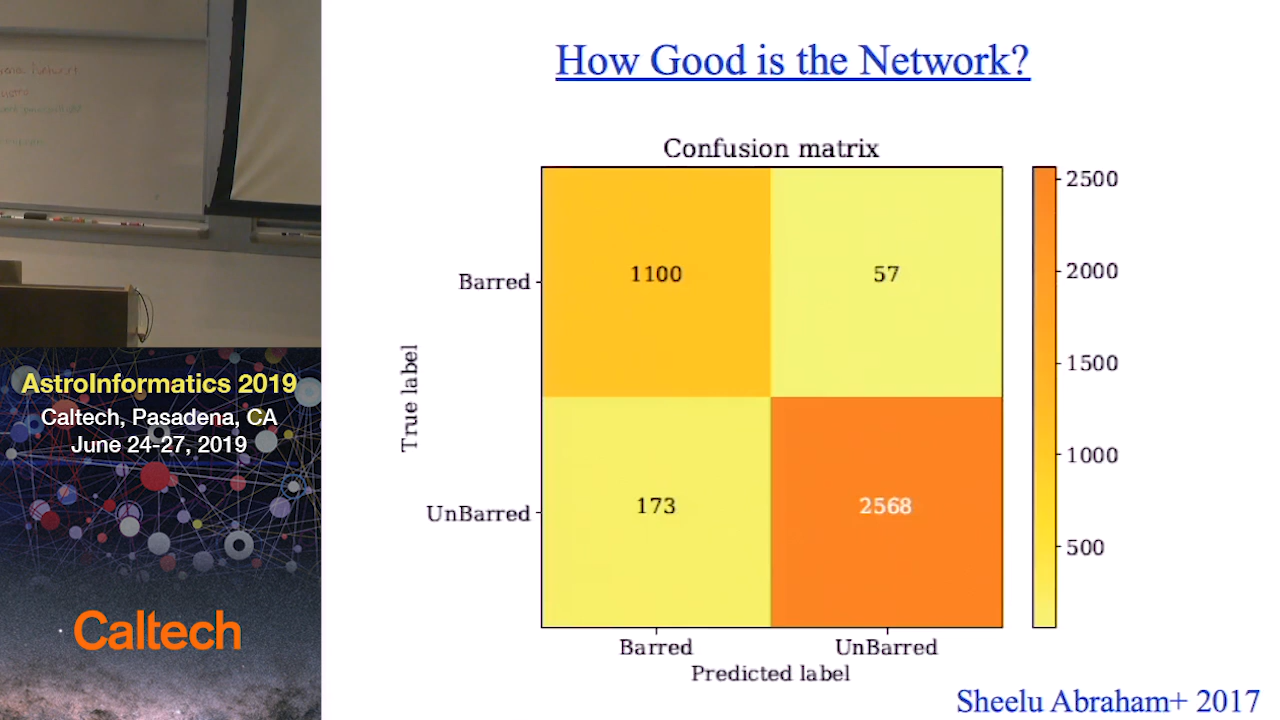 How Good is the Network?
Confusion matrix
2500
2000
1500
1000
500
Barred
UnBarred
True label
1100
57
173
2568
Barred
UnBarred
Predicted label
Sheelu Abraham+ 2017
AstroInformatics 2019
Caltech, Pasadena, CA
June 24-27, 2019
Caltech